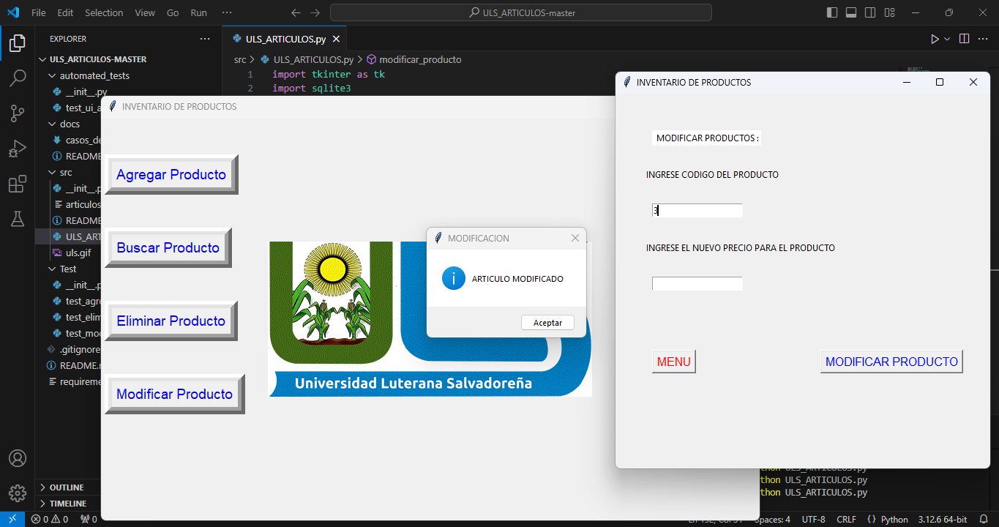 File Edit Selection View Go Run ···
ULS_ARTICULOS-master
EXPLORER
ULS_ARTICULOS-MASTER
automated_tests
__init__.py
test_ui_a
docs
casos_de
README
src
__init__.p
articulos
README
ULS_ART
uls.gif
Test
__init__.p
test_agre
test_elim
test_mod
.gitignore
README.
requireme
OUTLINE
TIMELINE
ULS_ARTICULOS.py
src > ULS_ARTICULOS.py > modificar_producto
1 import tkinter as tk
2 import sqlite3
INVENTARIO DE PRODUCTOS
Agregar Producto
Buscar Producto
Eliminar Producto
Modificar Producto
Universidad Luterana Salvadoreña
MODIFICACION
ARTICULO MODIFICADO
Aceptar
INVENTARIO DE PRODUCTOS
MODIFICAR PRODUCTOS :
INGRESE CODIGO DEL PRODUCTO
3
INGRESE EL NUEVO PRECIO PARA EL PRODUCTO
MENU
MODIFICAR PRODUCTO
thon ULS_ARTICULOS.py
thon ULS_ARTICULOS.py
thon ULS_ARTICULOS.py
0 0 0
Spaces: 4 UTF-8 CRLF {} Python 3.12.6 64-bit